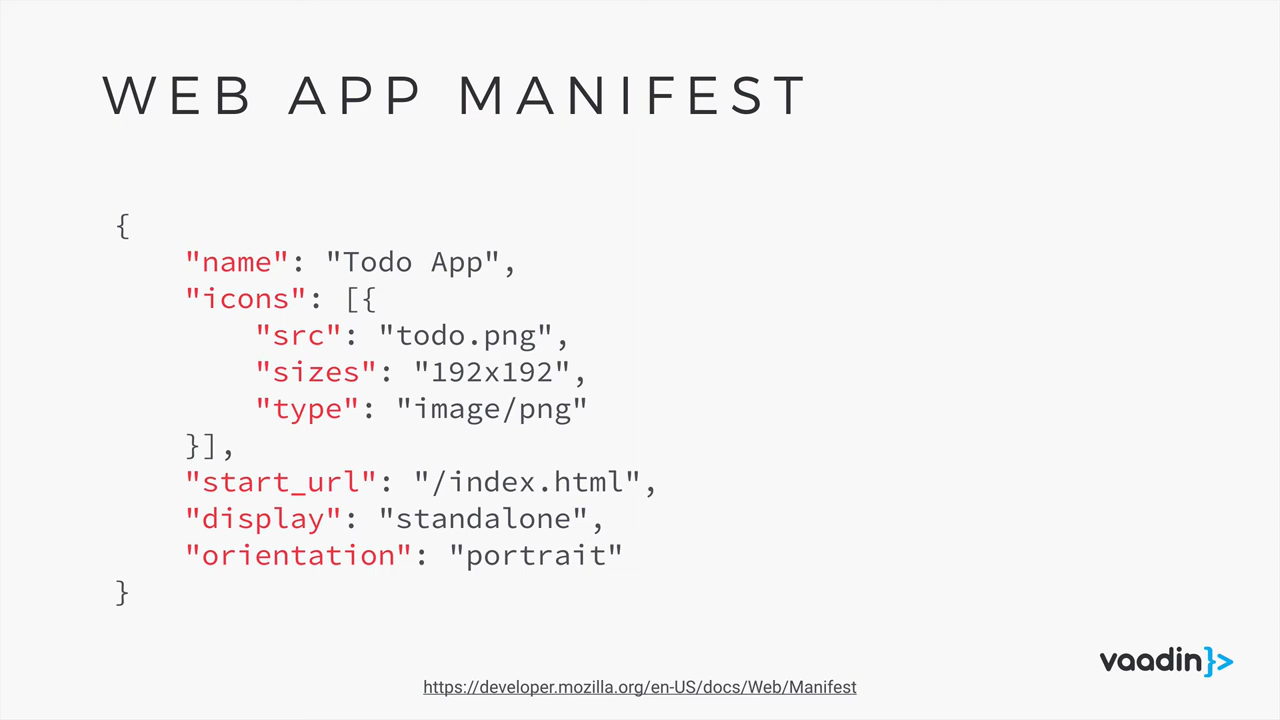 WEB APP MANIFEST
{
"name": "Todo App",
"icons": [{
"src": "todo.png",
"sizes": "192x192",
"type": "image/png"
}],
"start_url": "/index.html",
"display": "standalone",
"orientation": "portrait"
}
vaadin}>
https://developer.mozilla.org/en-US/docs/Web/Manifest